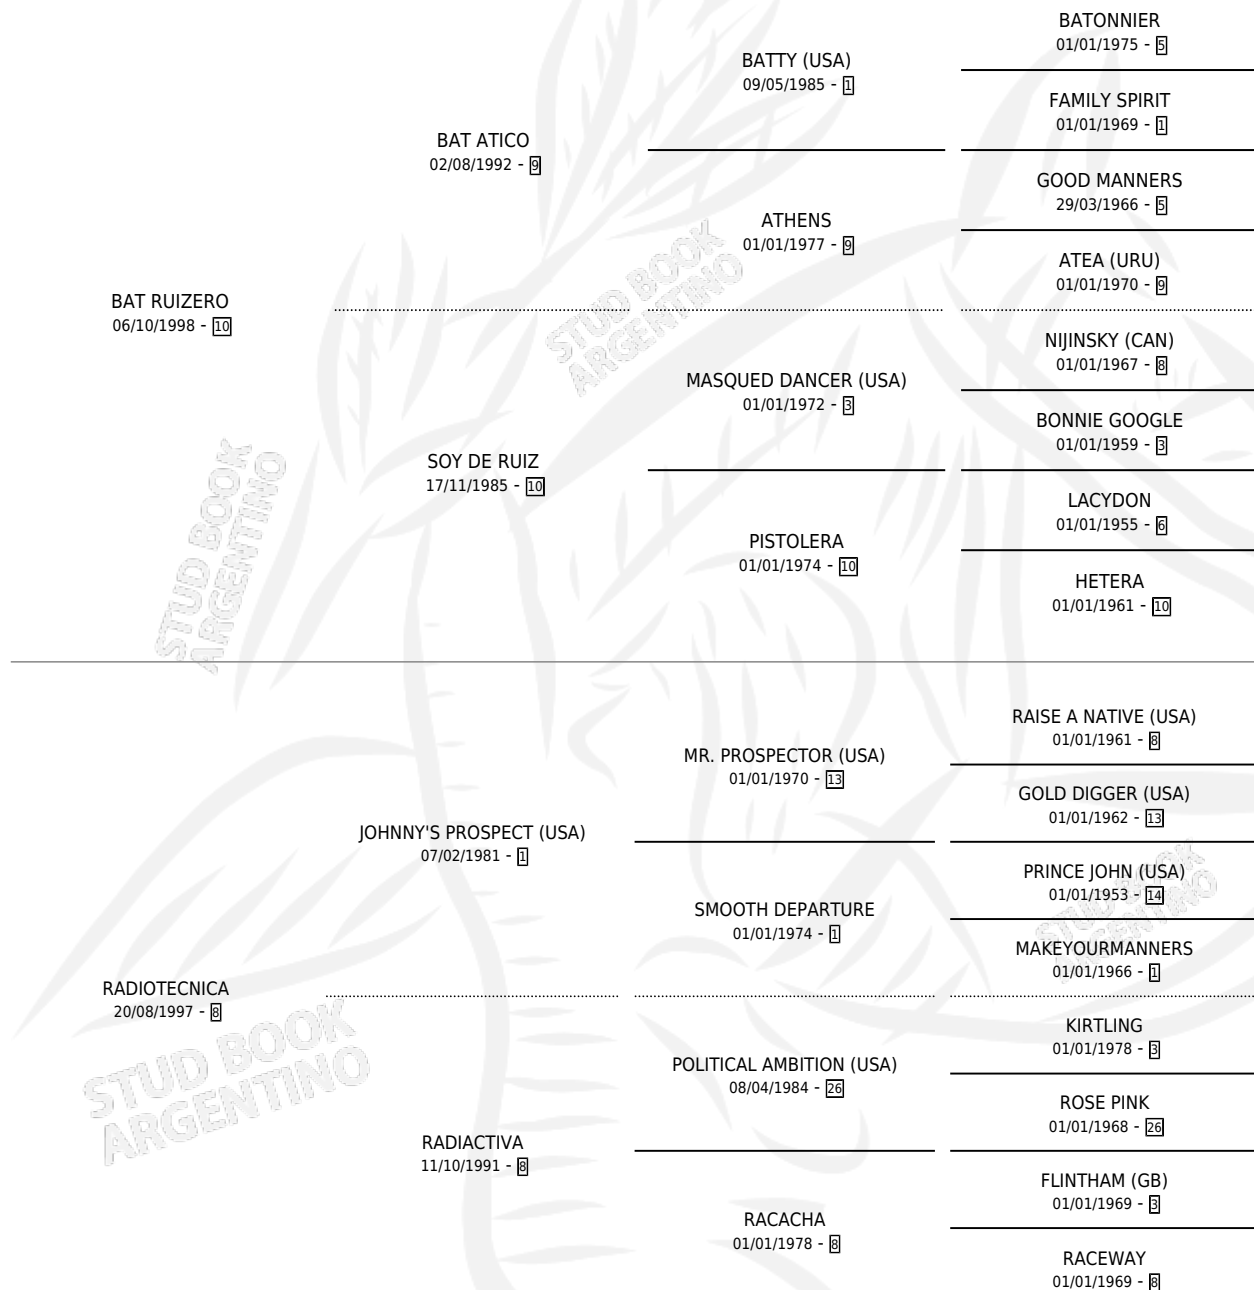 BATONNIER
01/01/1975 - 5
BATTY (USA)
09/05/1985 - 1
FAMILY SPIRIT
01/01/1969 - 1
BAT ATICO
02/08/1992 - 9
GOOD MANNERS
29/03/1966 - 5
ATHENS
01/01/1977 - 9
ATEA (URU)
01/01/1970 - 9
BAT RUIZERO
06/10/1998 - 10
STUD BOOK
ARGENTINO
NIJINSKY (CAN)
01/01/1967 - 8
MASQUED DANCER (USA)
01/01/1972 - 3
BONNIE GOOGLE
01/01/1959 - 3
SOY DE RUIZ
17/11/1985 - 10
LACYDON
01/01/1955 - 6
PISTOLERA
01/01/1974 - 10
HETERA
01/01/1961 - 10
STUD BOOK
ARGENTINO
RAISE A NATIVE (USA)
01/01/1961 - 8
MR. PROSPECTOR (USA)
01/01/1970 - 13
GOLD DIGGER (USA)
01/01/1962 - 13
JOHNNY'S PROSPECT (USA)
07/02/1981 - 1
PRINCE JOHN (USA)
01/01/1953 - 14
STUD BOOK
ARGENTINO
SMOOTH DEPARTURE
01/01/1974 - 1
MAKEYOURMANNERS
01/01/1966 - 1
RADIOTECNICA
20/08/1997 - 8
STUD BOOK
ARGENTINO
KIRTLING
01/01/1978 - 3
POLITICAL AMBITION (USA)
08/04/1984 - 26
ROSE PINK
01/01/1968 - 26
RADIACTIVA
11/10/1991 - 8
FLINTHAM (GB)
01/01/1969 - 3
RACACHA
01/01/1978 - 8
RACEWAY
01/01/1969 - 8